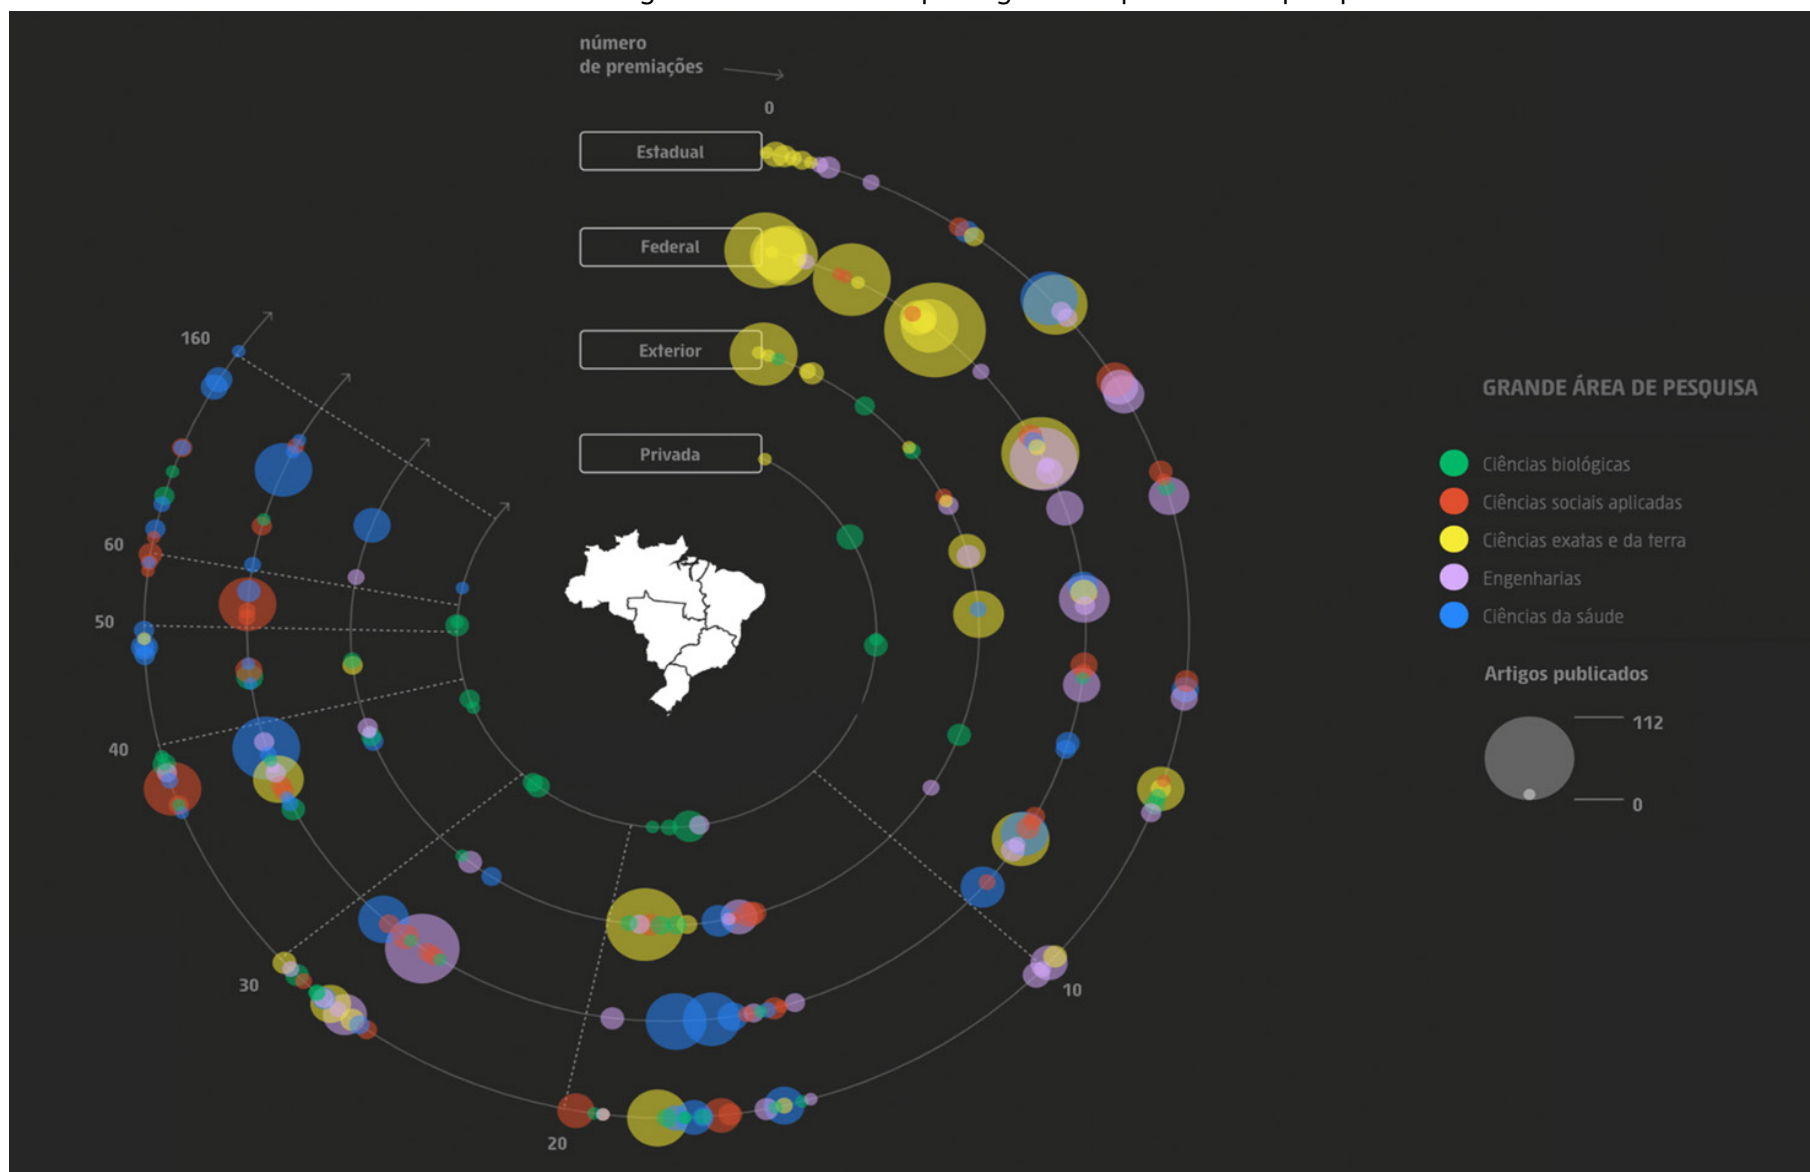 número
de premiações
0
Estadual
Federal
Exterior
Privada
160
60
50
40
30
20
10
GRANDE ÁREA DE PESQUISA
Ciências biológicas
Ciências sociais aplicadas
Ciências exatas e da terra
Engenharias
Ciências da sáude
Artigos publicados
112
0